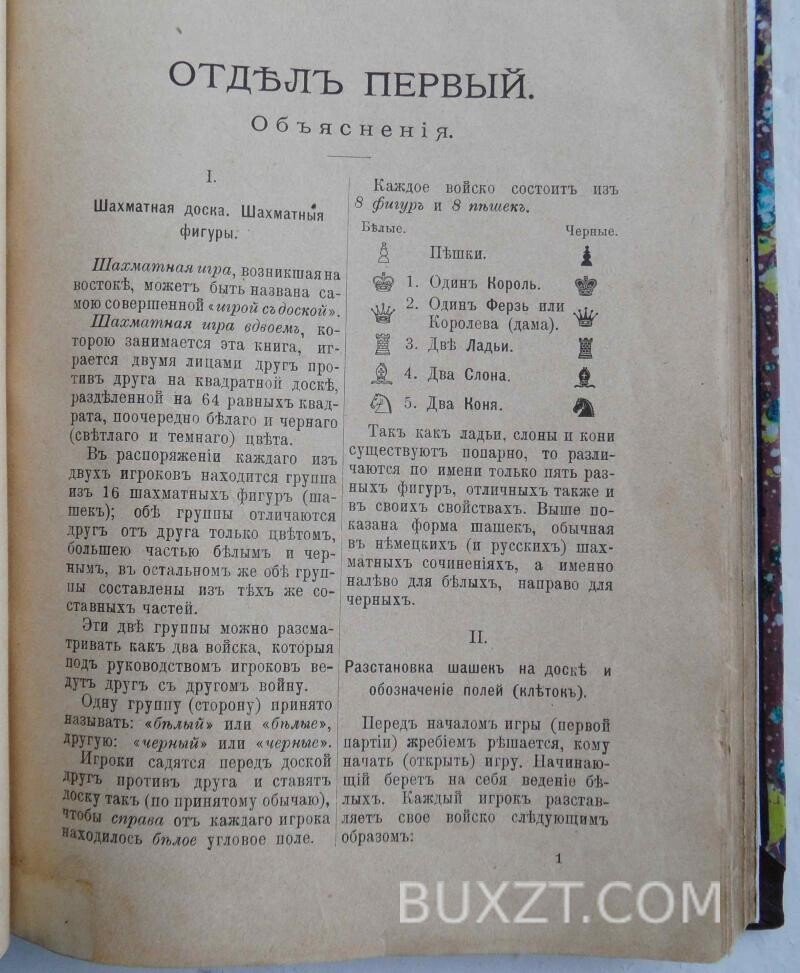 ОТДѢЛЪ ПЕРВЫЙ.
Объясненія.
I.
Шахматная доска. Шахматныя
фигуры.
Шахматная игра, возникшая на
востокѣ, можетъ быть названа са-
мою совершенной «игрой съ доской».
Шахматная игра вдвоемъ, ко-
торою занимается эта книга, иг-
рается двумя лицами другъ про-
тивъ друга на квадратной доскѣ,
раздѣленной на 64 равныхъ квад-
рата, поочередно бѣлаго и чернаго
(свѣтлаго и темнаго) цвѣта.
Въ распоряженіи каждаго изъ
двухъ игроковъ находится группа
изъ 16 шахматныхъ фигуръ (ша-
шекъ); обѣ группы отличаются
другъ отъ друга только цвѣтомъ,
большею частью бѣлымъ и чер-
нымъ, въ остальномъ же обѣ груп-
пы составлены изъ тѣхъ же со-
ставныхъ частей.
Эти двѣ группы можно разсма-
тривать какъ два войска, которыя
подъ руководствомъ игроковъ ве-
дутъ другъ съ другомъ войну.
Одну группу (сторону) принято
называть: «бѣлый» или «бѣлые»,
другую: «черный» или «черные».
Игроки садятся передъ доской
другъ противъ друга и ставятъ
доску такъ (по принятому обычаю),
чтобы справа отъ каждаго игрока
находилось бѣлое угловое поле.
Каждое войско состоитъ изъ
8 фигуръ и 8 пѣшекъ.
Бѣлые. Черные.
Пѣшки.
1. Одинъ Король.
2. Одинъ Ферзь или
Королева (дама).
3. Двѣ Ладьи.
4. Два Слона.
5. Два Коня.
Такъ какъ ладьи, слоны и кони
существуютъ попарно, то разли-
чаются по имени только пять раз-
ныхъ фигуръ, отличныхъ также и
въ своихъ свойствахъ. Выше по-
казана форма шашекъ, обычная
въ нѣмецкихъ (и русскихъ) шах-
матныхъ сочиненіяхъ, а именно
налѣво для бѣлыхъ, направо для
черныхъ.
II.
Разстановка шашекъ на доскѣ и
обозначеніе полей (клѣтокъ).
Передъ началомъ игры (первой
партіи) жребіемъ рѣшается, кому
начать (открыть) игру. Начинаю-
щій беретъ на себя веденіе бѣ-
лыхъ. Каждый игрокъ разстав-
ляетъ свое войско слѣдующимъ
образомъ:
1
BUXZT.COM